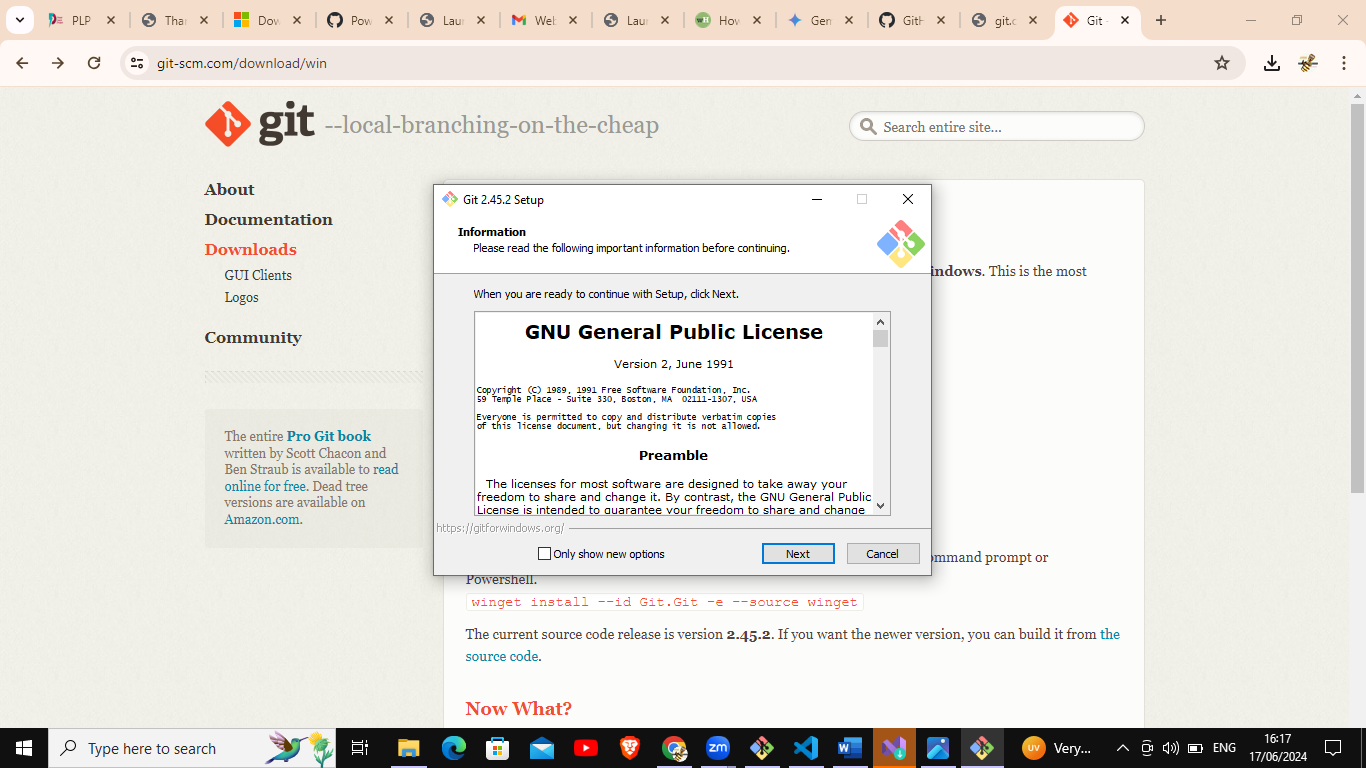 PLP
Thar
Dow
Pow
Laun
Web
Laun
How
Gem
GitH
git.c
Git -
git-scm.com/download/win
git --local-branching-on-the-cheap
Search entire site...
About
Documentation
Downloads
GUI Clients
Logos
Community
The entire Pro Git book
written by Scott Chacon and
Ben Straub is available to read
online for free. Dead tree
versions are available on
Amazon.com.
Git 2.45.2 Setup
Information
Please read the following important information before continuing.
When you are ready to continue with Setup, click Next.
GNU General Public License
Version 2, June 1991
Copyright (C) 1989, 1991 Free Software Foundation, Inc.
59 Temple Place - Suite 330, Boston, MA  02111-1307, USA
Everyone is permitted to copy and distribute verbatim copies
of this license document, but changing it is not allowed.
Preamble
The licenses for most software are designed to take away your
freedom to share and change it. By contrast, the GNU General Public
License is intended to guarantee your freedom to share and change
https://gitforwindows.org/
Only show new options
Next
Cancel
indows. This is the most
ommand prompt or
Powershell.
winget install --id Git.Git -e --source winget
The current source code release is version 2.45.2. If you want the newer version, you can build it from the
source code.
Now What?
Type here to search
zm
UV
Very...
ENG
16:17
17/06/2024